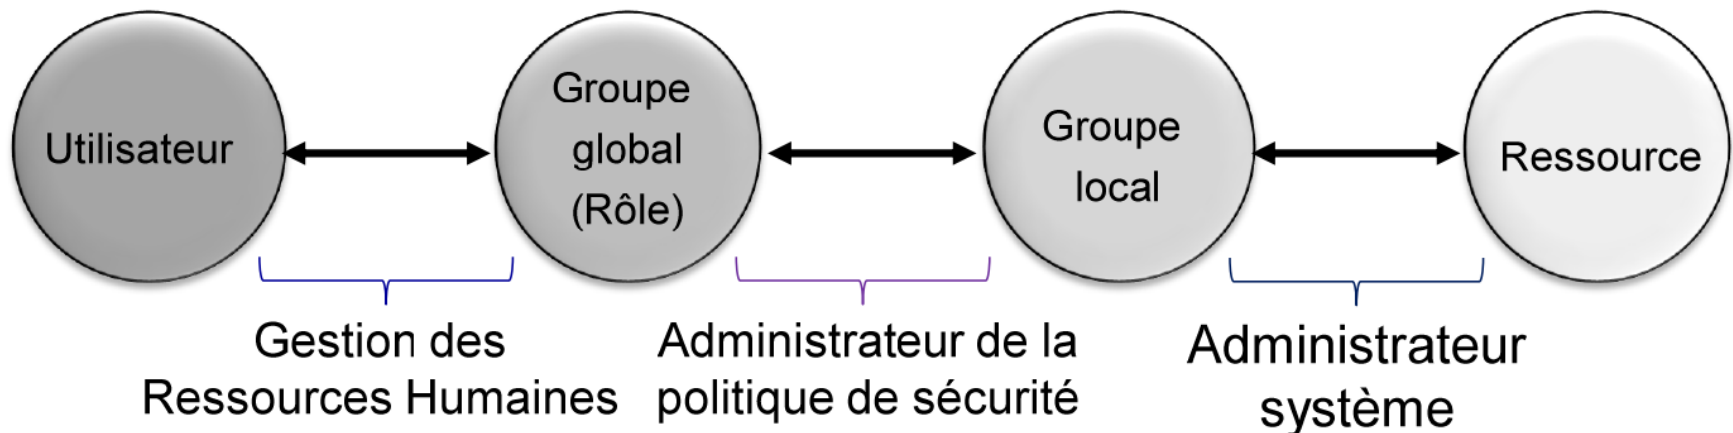 Utilisateur
Groupe
global
(Rôle)
Groupe
local
Ressource
Gestion des
Ressources Humaines
Administrateur de la
politique de sécurité
Administrateur
système